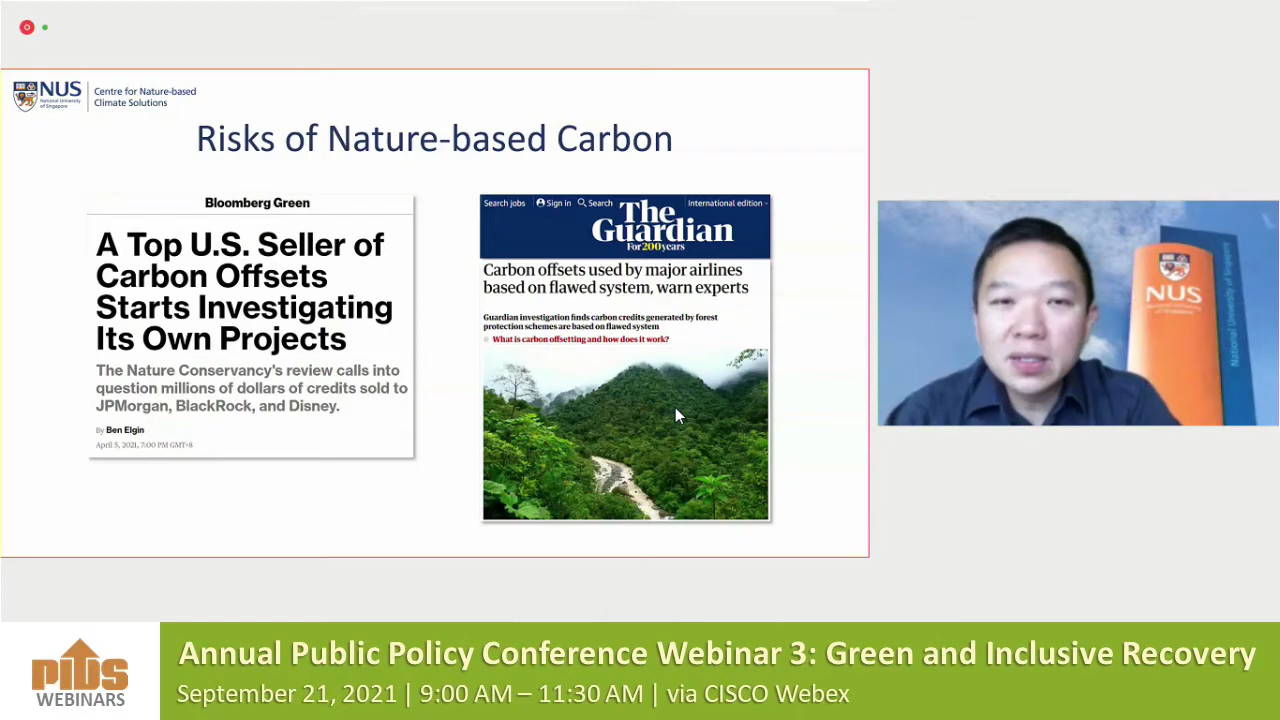 NUS
National University
of Singapore
Centre for Nature-based
Climate Solutions
Risks of Nature-based Carbon
Bloomberg Green
A Top U.S. Seller of
Carbon Offsets
Starts Investigating
Its Own Projects
The Nature Conservancy's review calls into
question millions of dollars of credits sold to
JPMorgan, BlackRock, and Disney.
By Ben Elgin
April 5, 2021, 7:00 PM GMT+8
Search jobs Sign in Search International edition
The
Guardian
For 200 years
Carbon offsets used by major airlines
based on flawed system, warn experts
Guardian investigation finds carbon credits generated by forest
protection schemes are based on flawed system
What is carbon offsetting and how does it work?
NUS
National University
of Singapore
National University of Singapore
PIDS
WEBINARS
Annual Public Policy Conference Webinar 3: Green and Inclusive Recovery
September 21, 2021 | 9:00 AM – 11:30 AM | via CISCO Webex